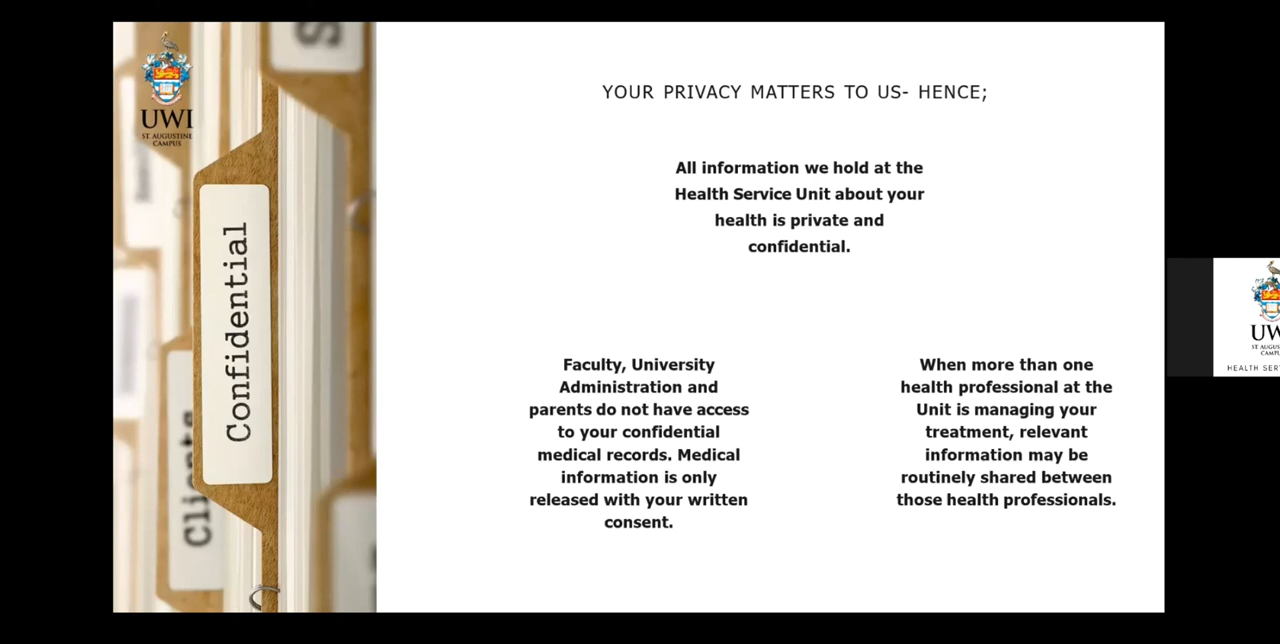 UWI
ST. AUGUSTINE
CAMPUS
Confidential
Clients
YOUR PRIVACY MATTERS TO US- HENCE;
All information we hold at the
Health Service Unit about your
health is private and
confidential.
Faculty, University
Administration and
parents do not have access
to your confidential
medical records. Medical
information is only
released with your written
consent.
When more than one
health professional at the
Unit is managing your
treatment, relevant
information may be
routinely shared between
those health professionals.